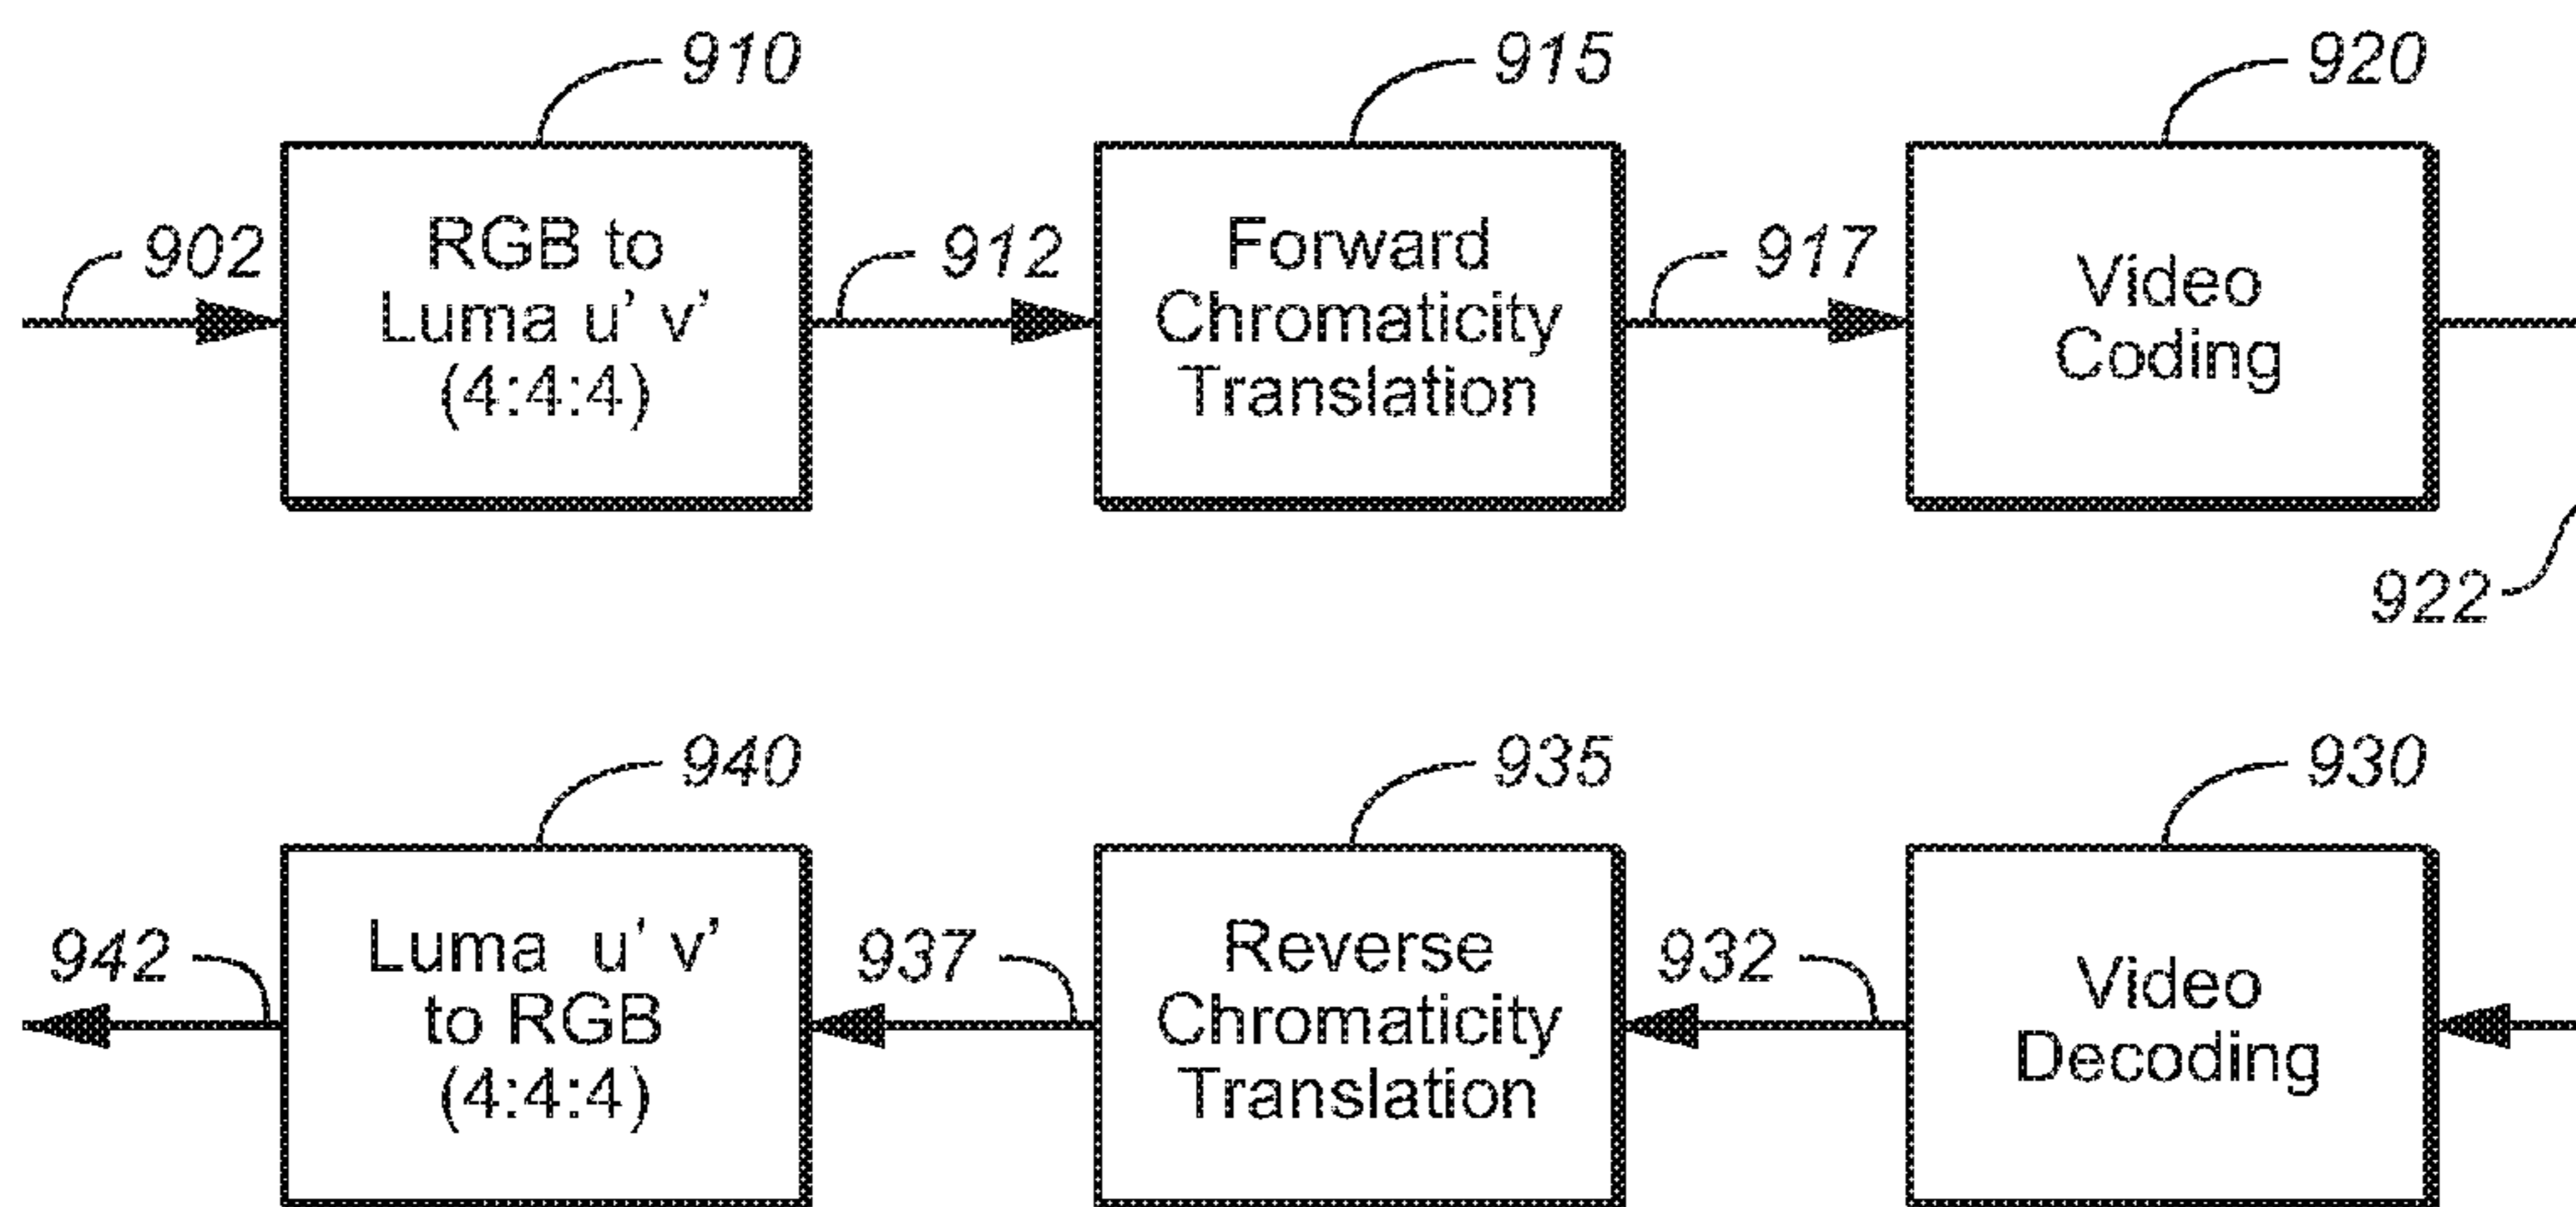 910
915
920
902
RGB to
Luma u' v'
(4:4:4)
912
Forward
Chromaticity
Translation
917
Video
Coding
922
940
935
930
942
Luma u' v'
to RGB
(4:4:4)
937
Reverse
Chromaticity
Translation
932
Video
Decoding